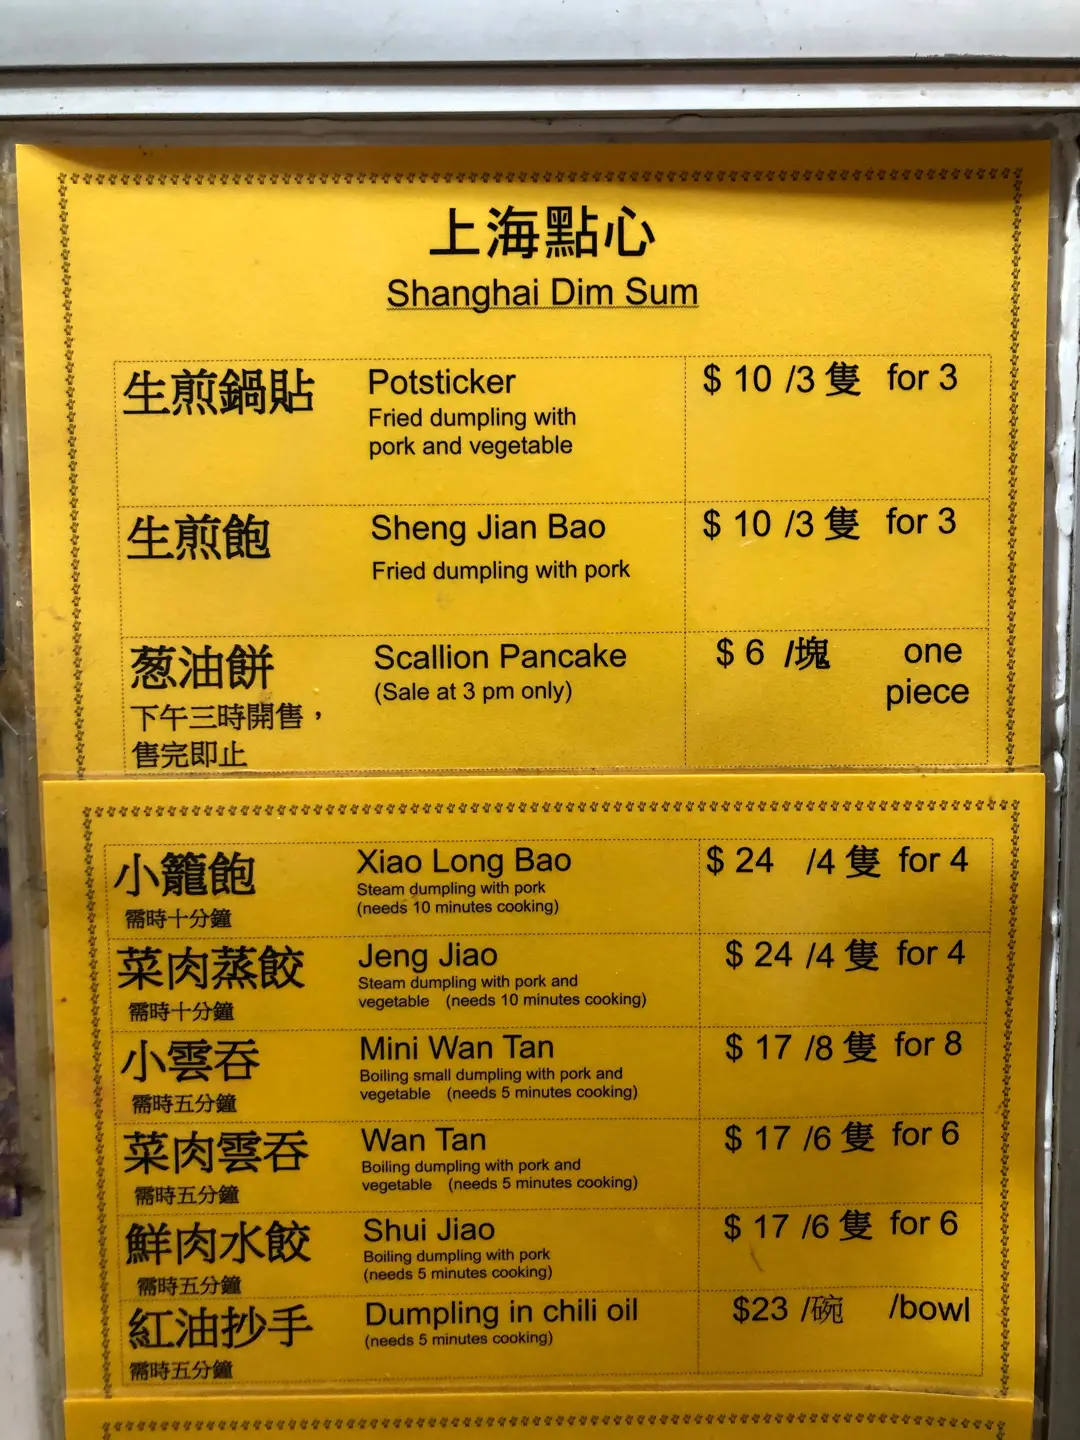 上海點心
Shanghai Dim Sum
生煎鍋貼 Potsticker $ 10 /3 隻 for 3
Fried dumpling with
pork and vegetable
生煎飽 Sheng Jian Bao $ 10 /3 隻 for 3
Fried dumpling with pork
葱油餅 Scallion Pancake $ 6 /塊 one
(Sale at 3 pm only) piece
下午三時開售，
售完即止
小籠飽 Xiao Long Bao $ 24 /4 隻 for 4
Steam dumpling with pork
需時十分鐘 (needs 10 minutes cooking)
菜肉蒸餃 Jeng Jiao $ 24 /4 隻 for 4
Steam dumpling with pork and
需時十分鐘 vegetable (needs 10 minutes cooking)
小雲吞 Mini Wan Tan $ 17 /8 隻 for 8
Boiling small dumpling with pork and
需時五分鐘 vegetable (needs 5 minutes cooking)
菜肉雲吞 Wan Tan $ 17 /6 隻 for 6
Boiling dumpling with pork and
需時五分鐘 vegetable (needs 5 minutes cooking)
鮮肉水餃 Shui Jiao $ 17 /6 隻 for 6
Boiling dumpling with pork
需時五分鐘 (needs 5 minutes cooking)
紅油抄手 Dumpling in chili oil $23 /碗 /bowl
(needs 5 minutes cooking)
需時五分鐘